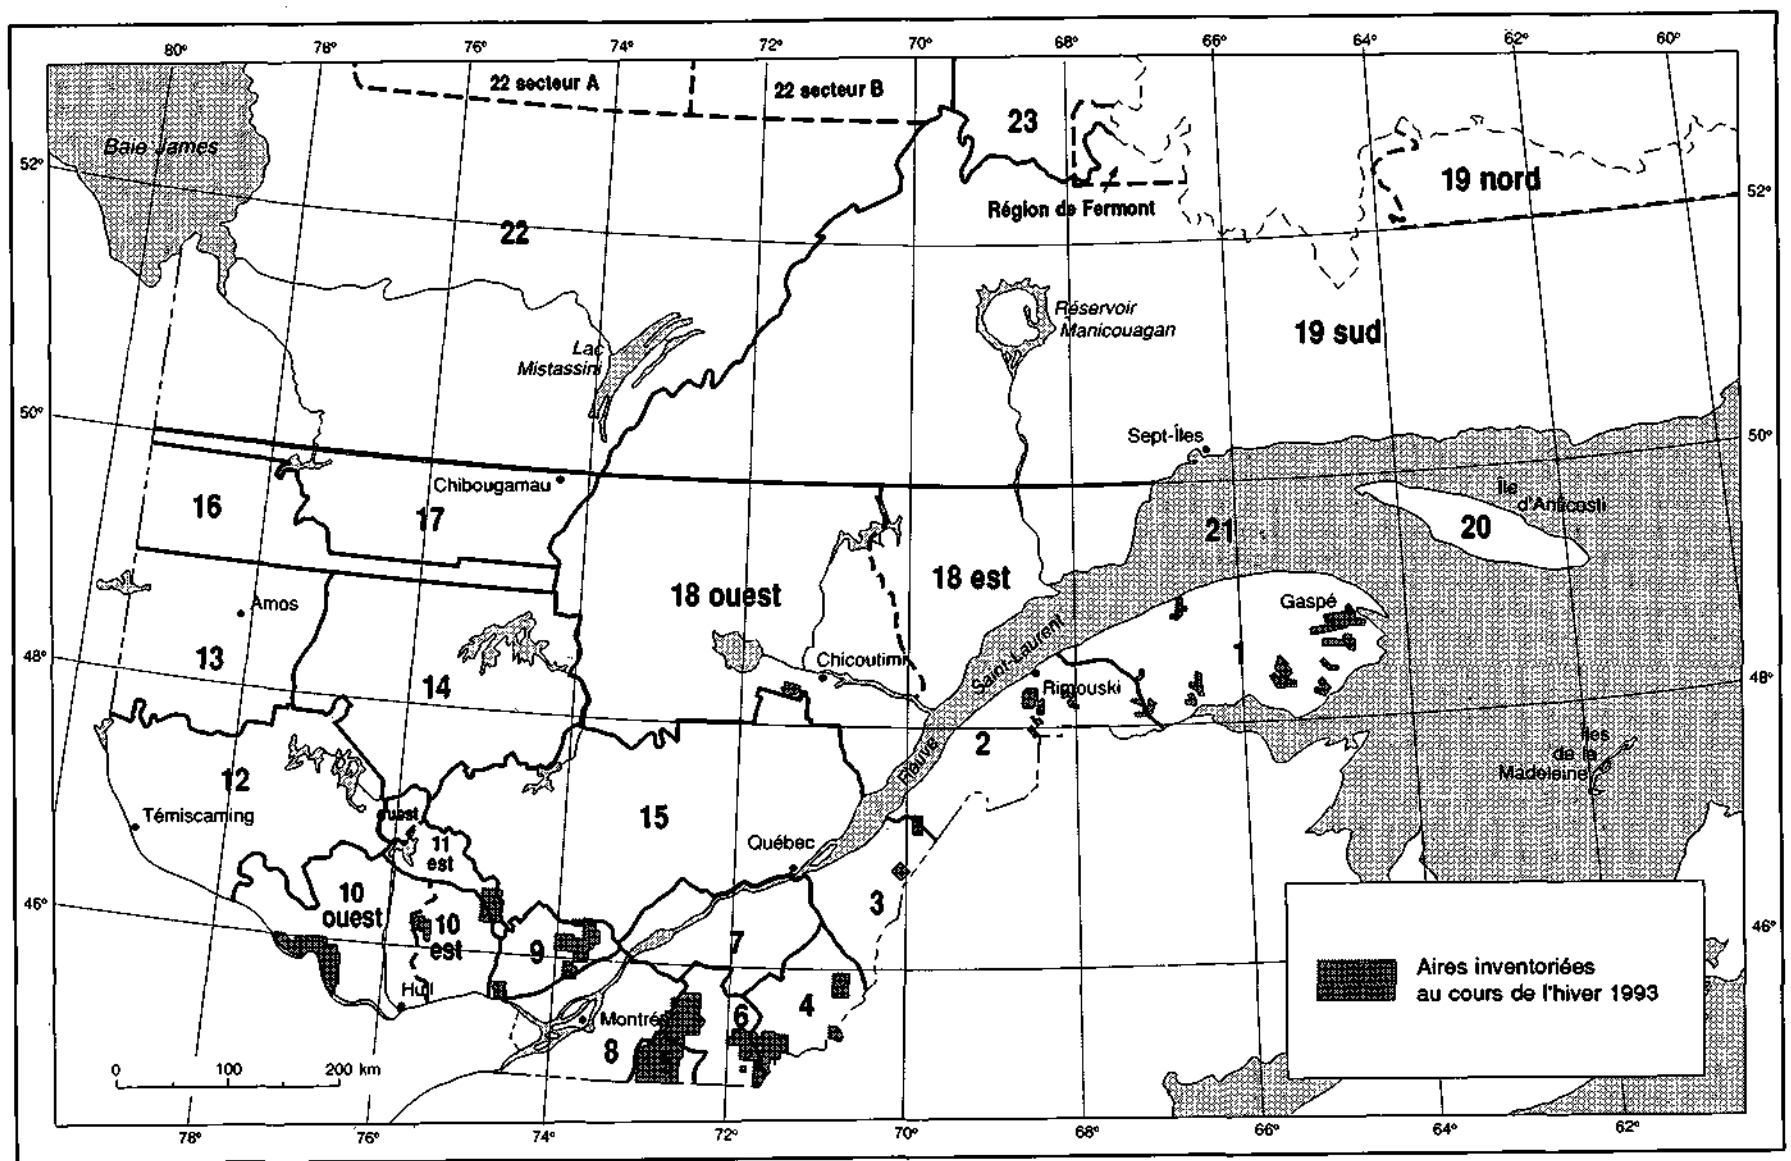 80° 78° 76° 74° 72° 70° 68° 66° 64° 62° 60°
22 secteur A
22 secteur B
23
Baie James
52°
19 nord
52°
Région de Fermont
22
Réservoir
Manicouagan
19 sud
Lac
Mistassini
50°
Sept-Îles
50°
Chibougamau
16
17
Île
d'Anticosti
20
21
18 ouest
18 est
Amos
Gaspé
Saint-Laurent
13
14
Chicoutimi
Rimouski
1
48°
48°
2
Fleuve
Îles
de la
Madeleine
12
Témiscaming
ouest
11
est
15
Québec
10
ouest
10
est
3
46°
46°
9
7
Hull
4
6
Montréal
8
Aires inventoriées
au cours de l'hiver 1993
0 100 200 km
78° 76° 74° 72° 70° 68° 66° 64° 62°